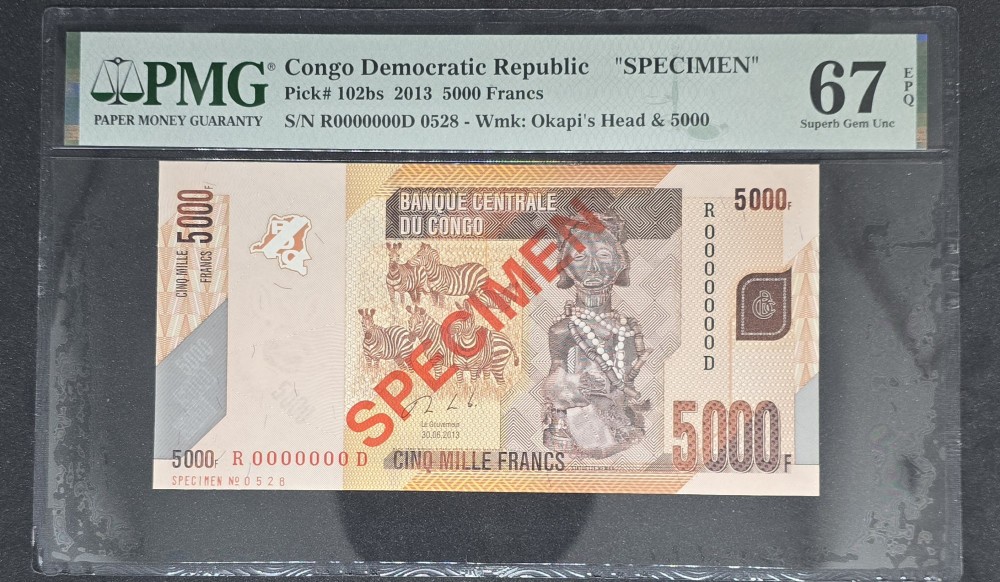 PMG®
PAPER MONEY GUARANTY
Congo Democratic Republic "SPECIMEN"
Pick# 102bs 2013 5000 Francs
S/N R0000000D 0528 - Wmk: Okapi's Head & 5000
67 EPQ
Superb Gem Unc
CINQ MILLE FRANCS 5000F
BANQUE CENTRALE
DU CONGO
5000F
R0000000D
SPECIMEN
Le Gouverneur
30.06.2013
5000F R 0000000 D
CINQ MILLE FRANCS
5000F
SPECIMEN Nº 0528